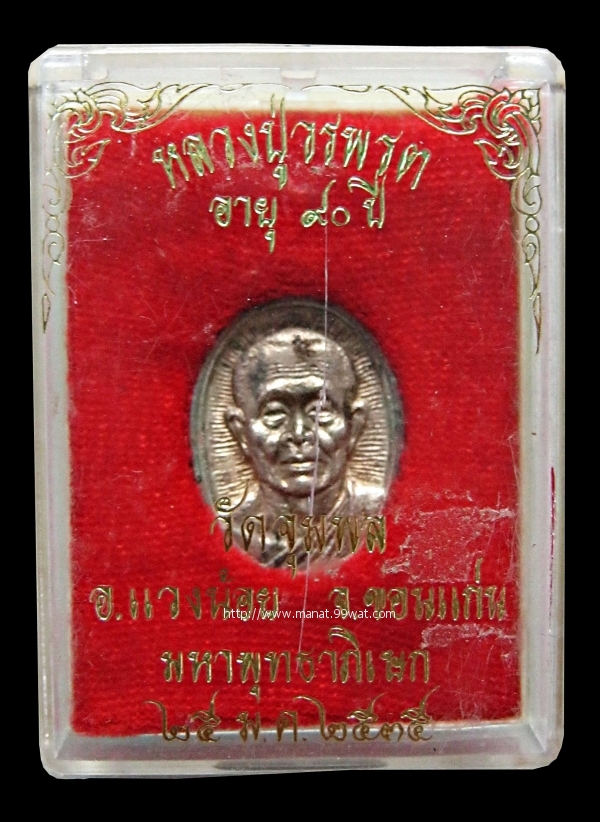 หลวงปู่วรพรต
อายุ ๙๐ ปี
วัดจุมพล
อ.แวงน้อย จ.ขอนแก่น
http://www.manat.99wat.com
มหาพุทธาภิเษก
๒๕ ม.ค. ๒๕๓๕